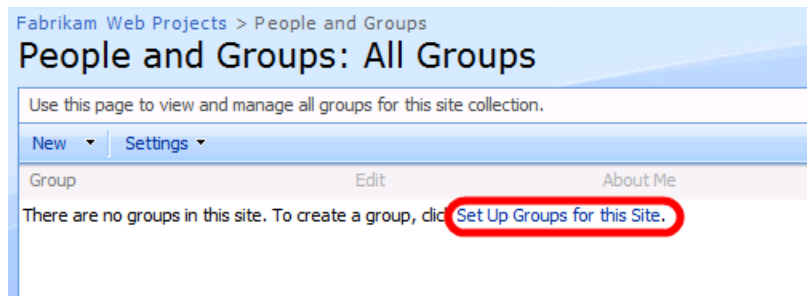 Fabrikam Web Projects > People and Groups
People and Groups: All Groups
Use this page to view and manage all groups for this site collection.
New Settings
Group Edit About Me
There are no groups in this site. To create a group, clic Set Up Groups for this Site.